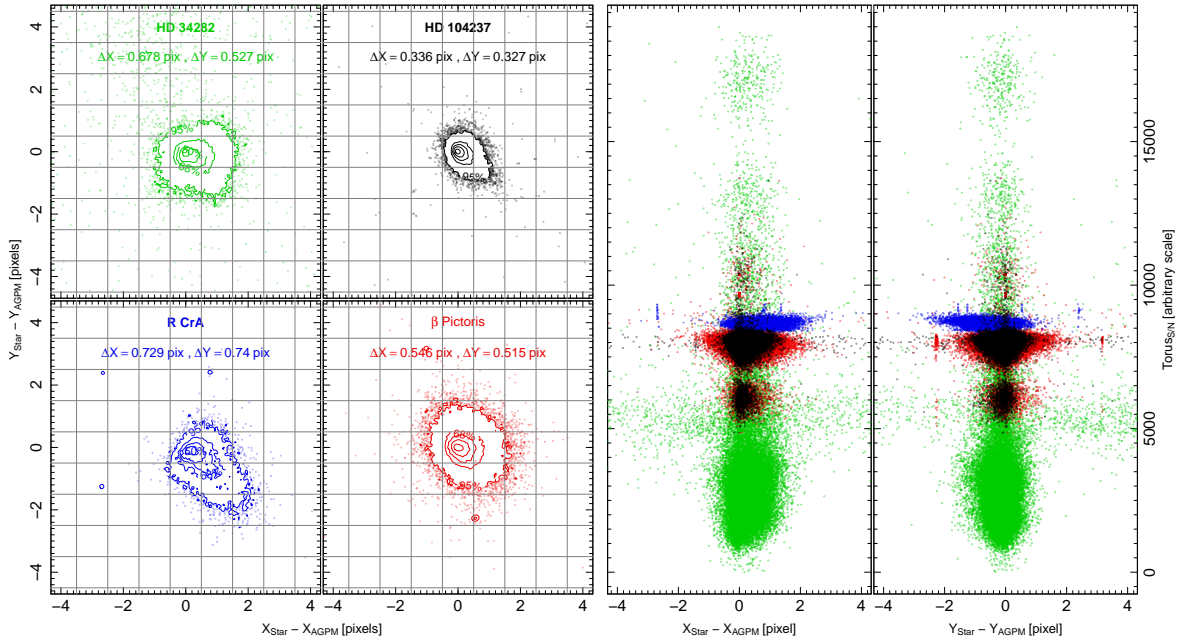 HD 34282
ΔX = 0.678 pix , ΔY = 0.527 pix
95%
HD 104237
ΔX = 0.336 pix , ΔY = 0.327 pix
95%
R CrA
ΔX = 0.729 pix , ΔY = 0.74 pix
95%
50%
β Pictoris
ΔX = 0.546 pix , ΔY = 0.515 pix
68%
95%
4
2
0
−2
−4
4
2
0
−2
−4
Y_Star − Y_AGPM [pixels]
−4 −2 0 2 4
−4 −2 0 2 4
X_Star − X_AGPM [pixels]
−4 −2 0 2 4
X_Star − X_AGPM [pixel]
−4 −2 0 2 4
Y_Star − Y_AGPM [pixel]
0
5000
10000
15000
Torus_S/N [arbitrary scale]